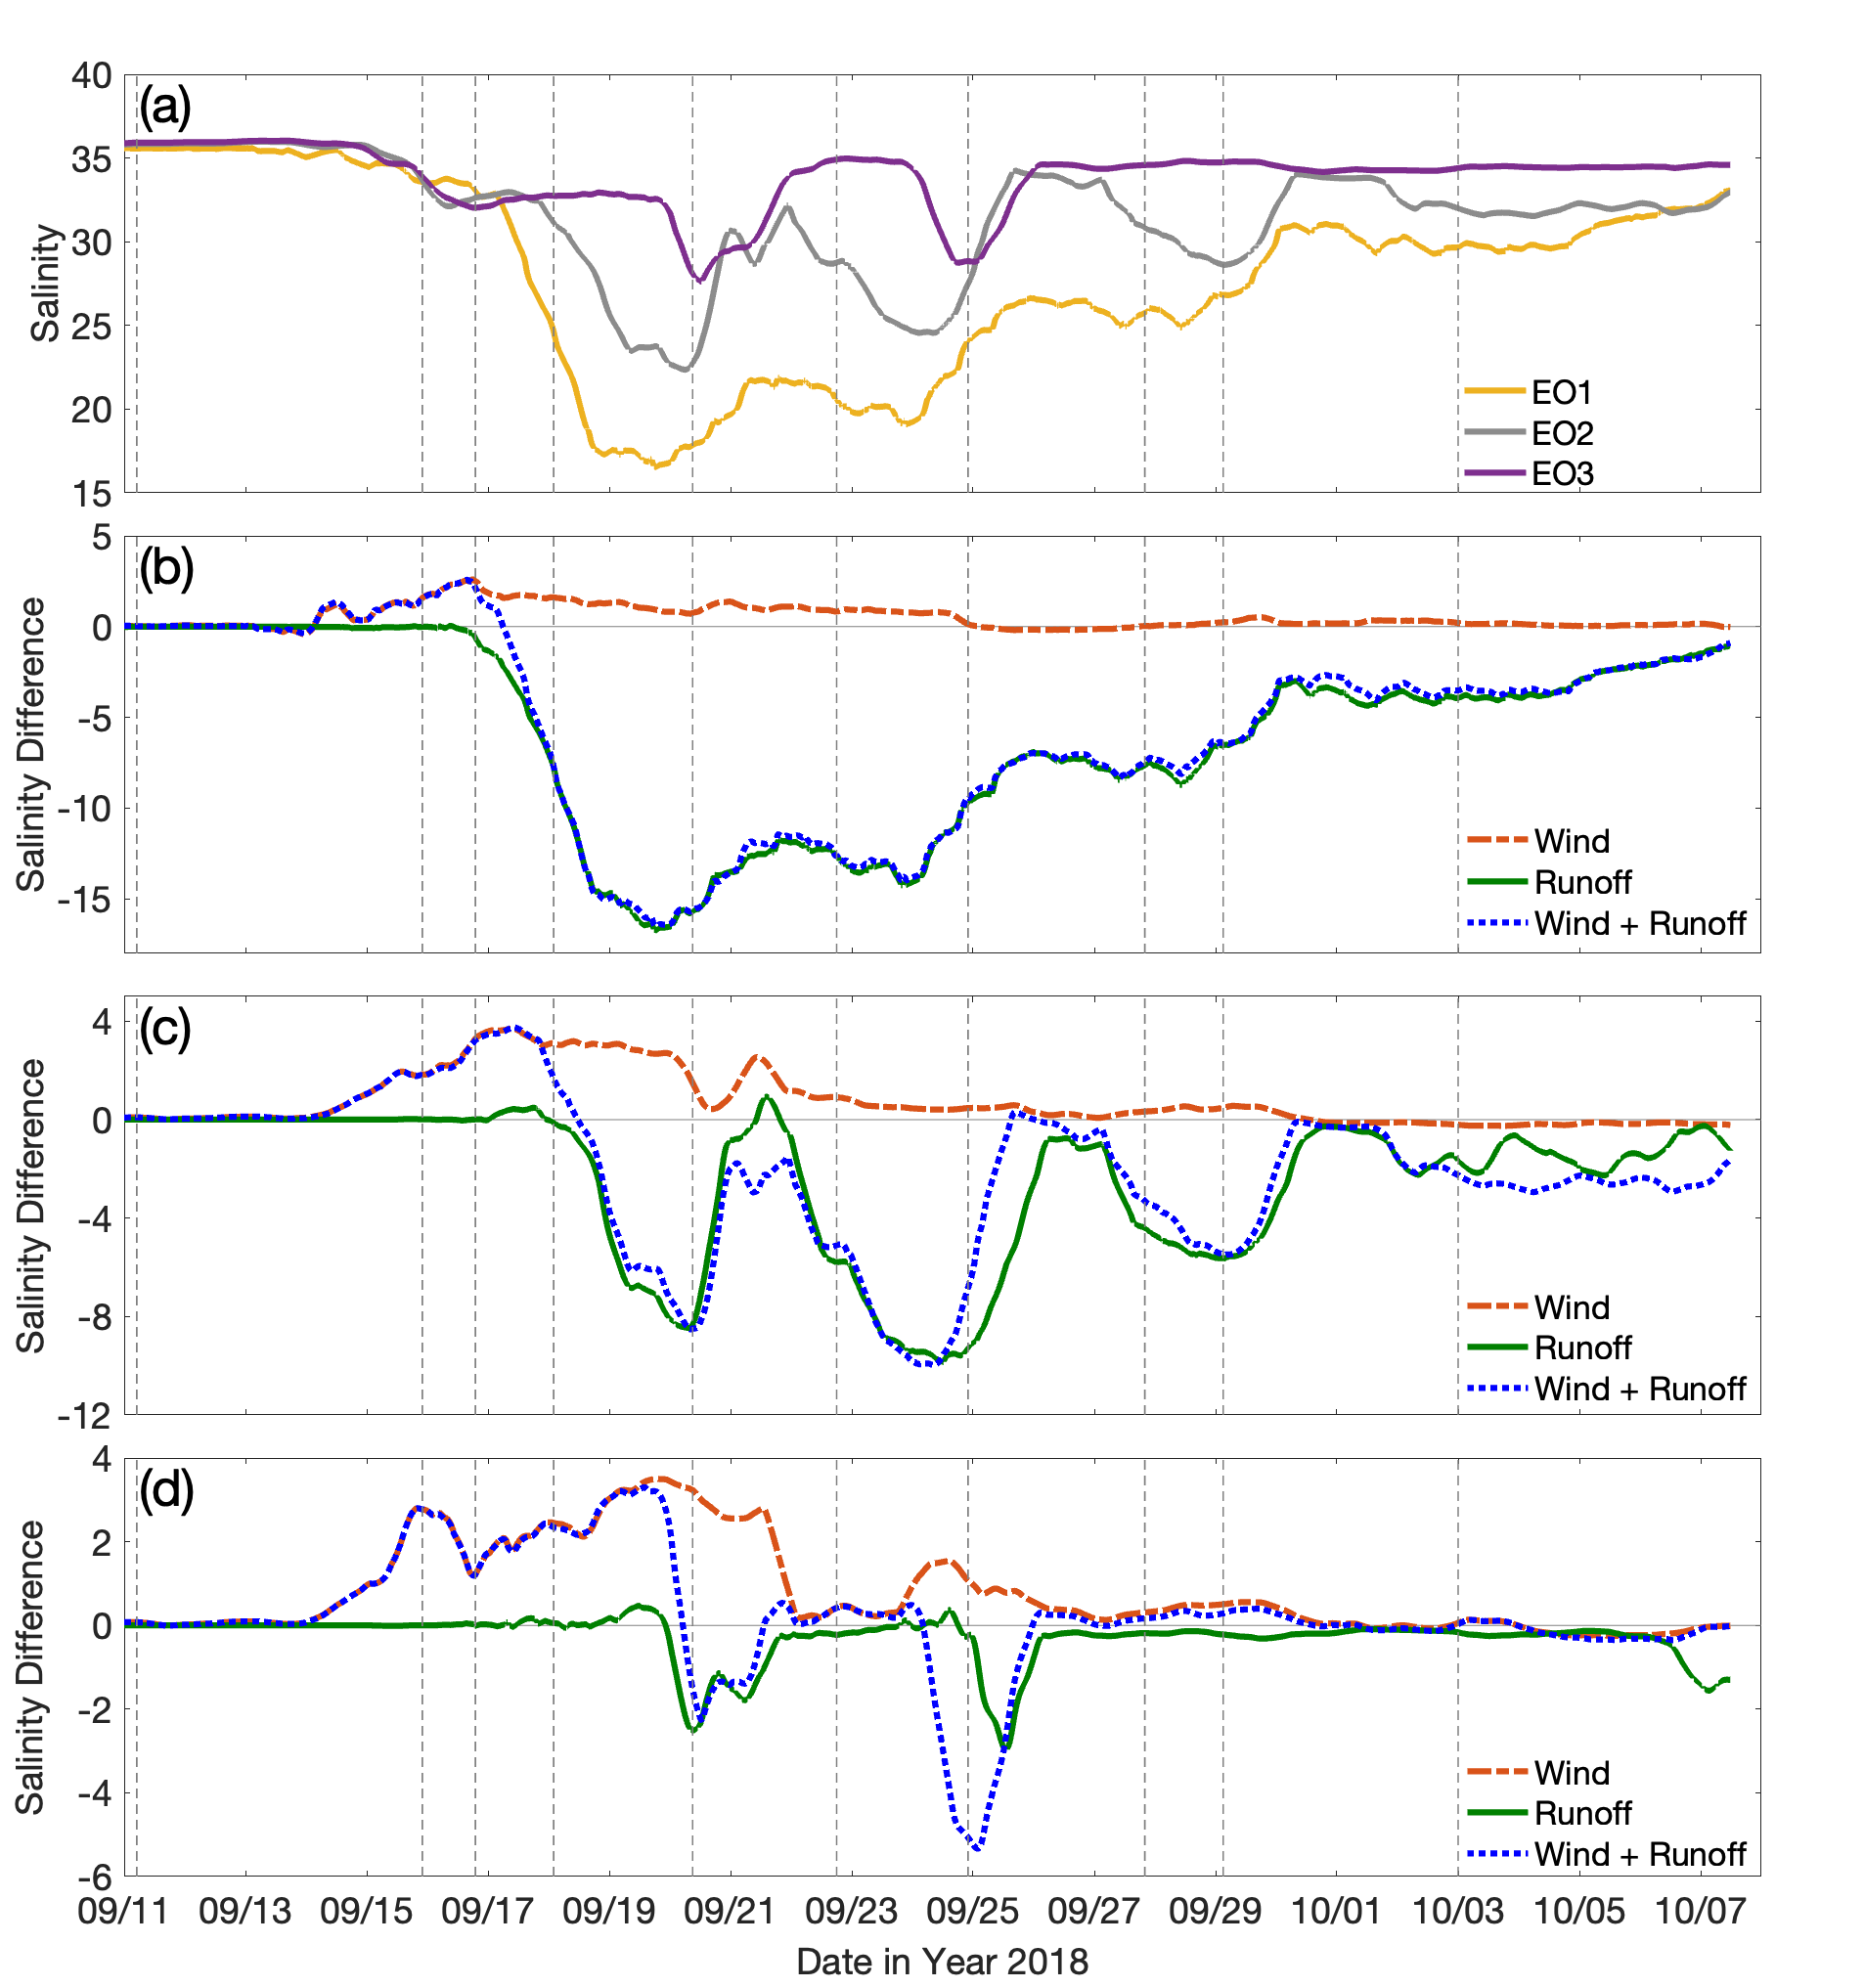 (a)
40
35
30
25
20
15
Salinity
EO1
EO2
EO3
(b)
5
0
-5
-10
-15
Salinity Difference
Wind
Runoff
Wind + Runoff
(c)
4
0
-4
-8
-12
Salinity Difference
Wind
Runoff
Wind + Runoff
(d)
4
2
0
-2
-4
-6
Salinity Difference
Wind
Runoff
Wind + Runoff
09/11 09/13 09/15 09/17 09/19 09/21 09/23 09/25 09/27 09/29 10/01 10/03 10/05 10/07
Date in Year 2018